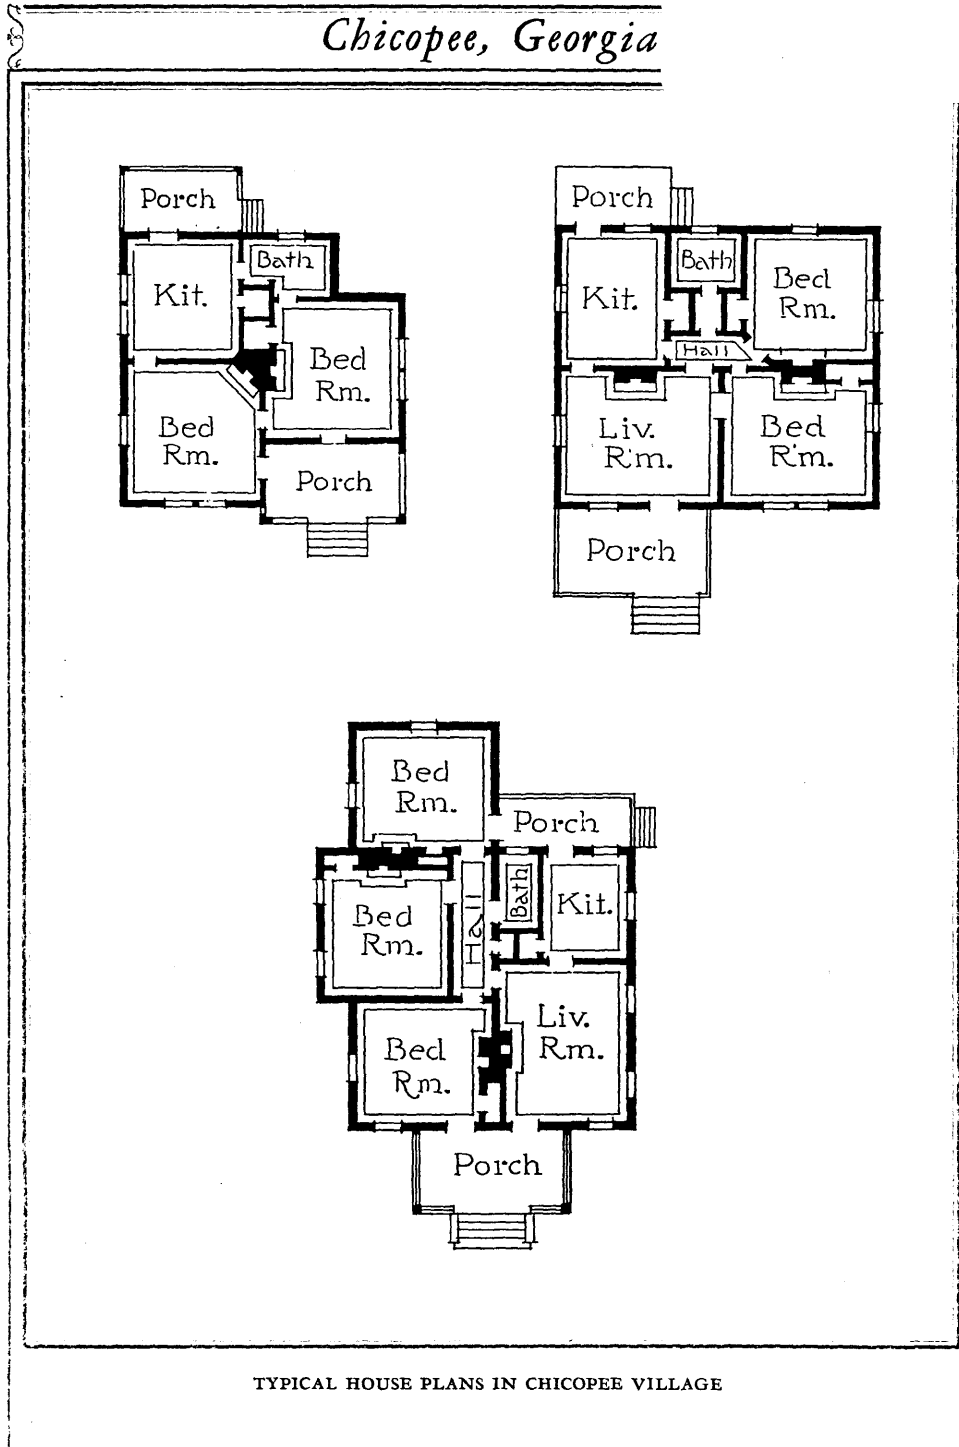 Chicopee, Georgia
Porch
Kit.
Bath
Bed
Rm.
Bed
Rm.
Porch
Porch
Kit.
Bath
Bed
Rm.
Hall
Liv.
R'm.
Bed
R'm.
Porch
Bed
Rm.
Porch
Bed
Rm.
Hall
Bath
Kit.
Bed
Rm.
Liv.
Rm.
Porch
TYPICAL HOUSE PLANS IN CHICOPEE VILLAGE